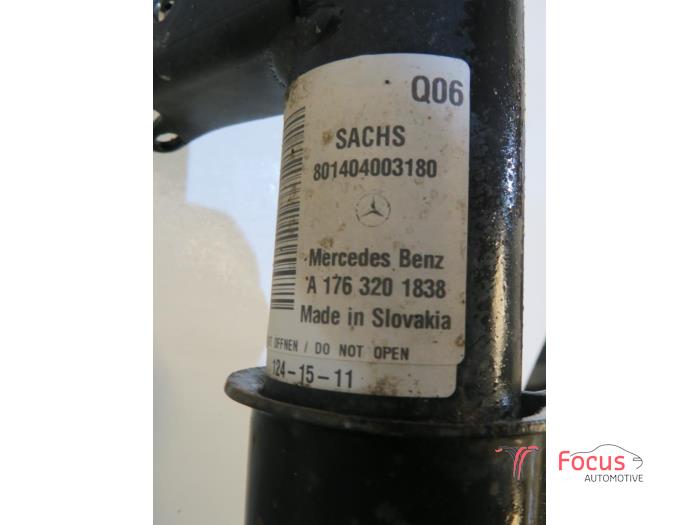 Q06
SACHS
801404003180
Mercedes Benz
A 176 320 1838
Made in Slovakia
ÖFFNEN / DO NOT OPEN
124-15-11
Focus
AUTOMOTIVE